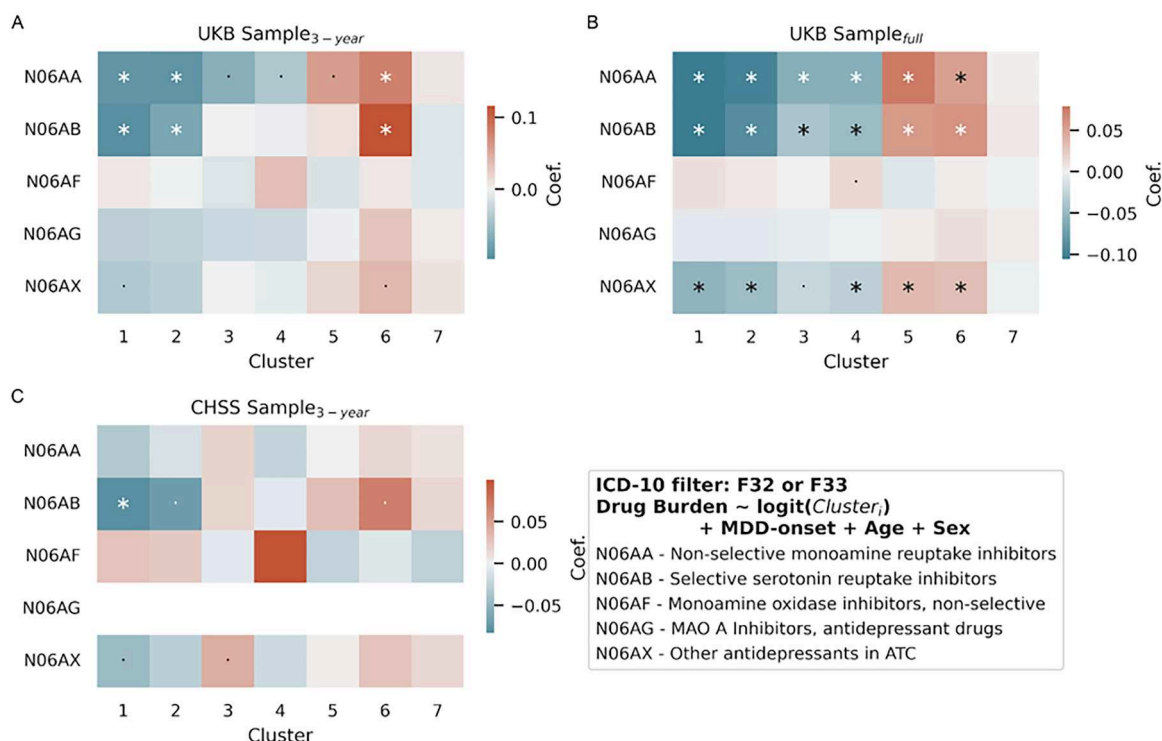 A
UKB Sample3−year
N06AA
* * · · · *
N06AB
* * *
N06AF
N06AG
N06AX
· ·
1 2 3 4 5 6 7
Cluster
0.1
0.0
Coef.
B
UKB Samplefull
N06AA
* * * * * *
N06AB
* * * * * *
N06AF
·
N06AG
N06AX
* * · * * *
1 2 3 4 5 6 7
Cluster
0.05
0.00
−0.05
−0.10
Coef.
C
CHSS Sample3−year
N06AA
N06AB
* · ·
N06AF
N06AG
N06AX
· ·
1 2 3 4 5 6 7
Cluster
0.05
0.00
−0.05
Coef.
ICD-10 filter: F32 or F33
Drug Burden ~ logit(Clusteri)
+ MDD-onset + Age + Sex
N06AA - Non-selective monoamine reuptake inhibitors
N06AB - Selective serotonin reuptake inhibitors
N06AF - Monoamine oxidase inhibitors, non-selective
N06AG - MAO A Inhibitors, antidepressant drugs
N06AX - Other antidepressants in ATC